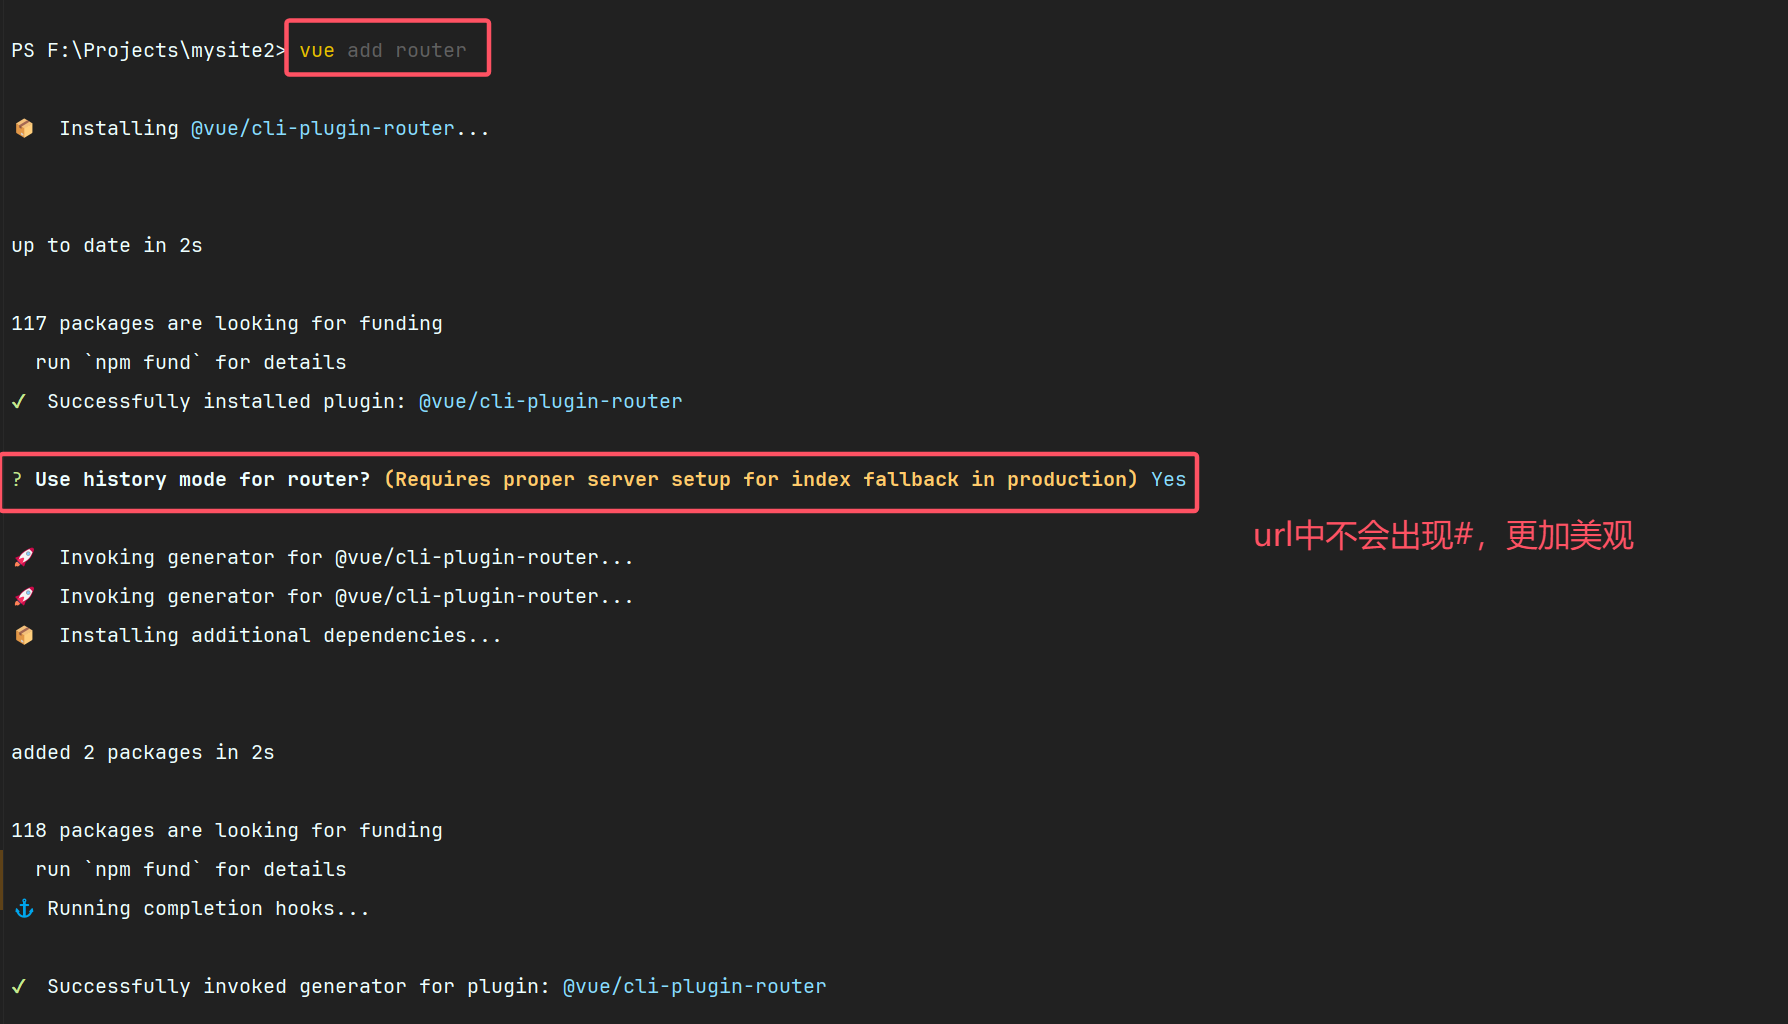 PS F:\Projects\mysite2> vue add router
Installing @vue/cli-plugin-router...
up to date in 2s
117 packages are looking for funding
run `npm fund` for details
✓ Successfully installed plugin: @vue/cli-plugin-router
? Use history mode for router? (Requires proper server setup for index fallback in production) Yes
url中不会出现#，更加美观
🚀 Invoking generator for @vue/cli-plugin-router...
🚀 Invoking generator for @vue/cli-plugin-router...
📦 Installing additional dependencies...
added 2 packages in 2s
118 packages are looking for funding
run `npm fund` for details
⚓ Running completion hooks...
✓ Successfully invoked generator for plugin: @vue/cli-plugin-router